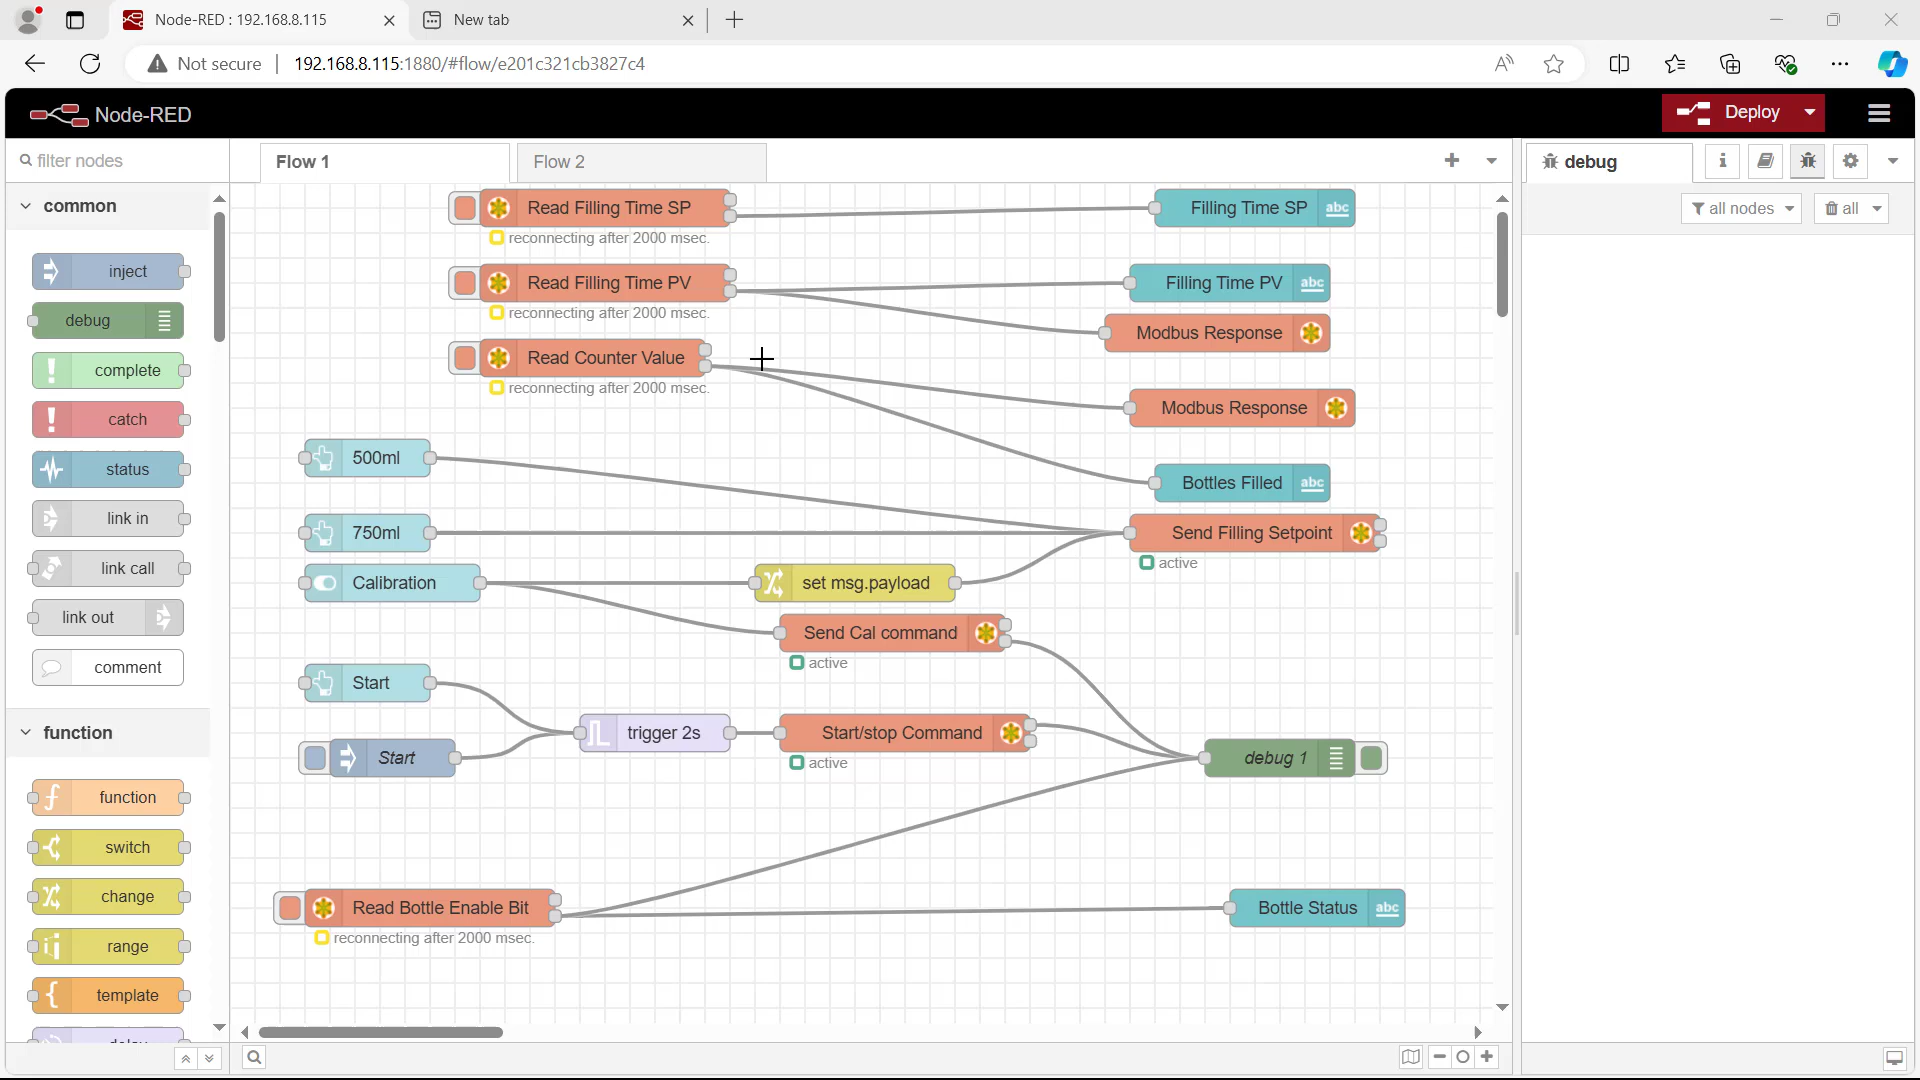 Node-RED : 192.168.8.115
New tab
Not secure
192.168.8.115:1880/#flow/e201c321cb3827c4
Node-RED
Deploy
filter nodes
Flow 1
Flow 2
debug
i
all nodes
all
common
inject
debug
complete
catch
status
link in
link call
link out
comment
function
function
switch
change
range
template
delay
Read Filling Time SP
reconnecting after 2000 msec.
Filling Time SP
abc
Read Filling Time PV
reconnecting after 2000 msec.
Filling Time PV
abc
Modbus Response
Read Counter Value
reconnecting after 2000 msec.
Modbus Response
500ml
Bottles Filled
abc
750ml
Send Filling Setpoint
active
Calibration
set msg.payload
Send Cal command
active
Start
trigger 2s
Start/stop Command
active
Start
debug 1
Read Bottle Enable Bit
reconnecting after 2000 msec.
Bottle Status
abc